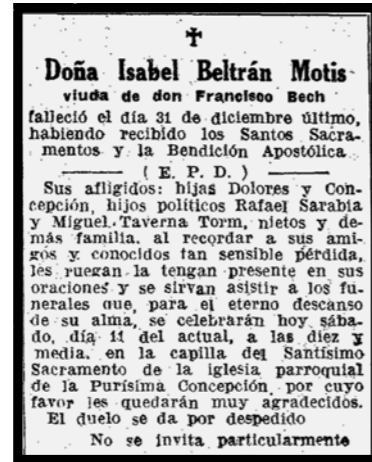 Doña Isabel Beltrán Motis
viuda de don Francisco Bech
falleció el día 31 de diciembre último,
habiendo recibido los Santos Sacra-
mentos y la Bendición Apostólica
( E. P. D. )
Sus afligidos: hijas Dolores y Con-
cepción, hijos políticos Rafael Sarabia
y Miguel Taverna Torm, nietos y de-
más familia, al recordar a sus ami-
gos y conocidos tan sensible pérdida,
les ruegan la tengan presente en sus
oraciones y se sirvan asistir a los fu-
nerales que, para el eterno descanso
de su alma, se celebrarán hoy sába-
do, día 11 del actual, a las diez y
media, en la capilla del Santísimo
Sacramento de la iglesia parroquial
de la Purísima Concepción, por cuyo
favor les quedarán muy agradecidos.
El duelo se da por despedido
No se invita particularmente